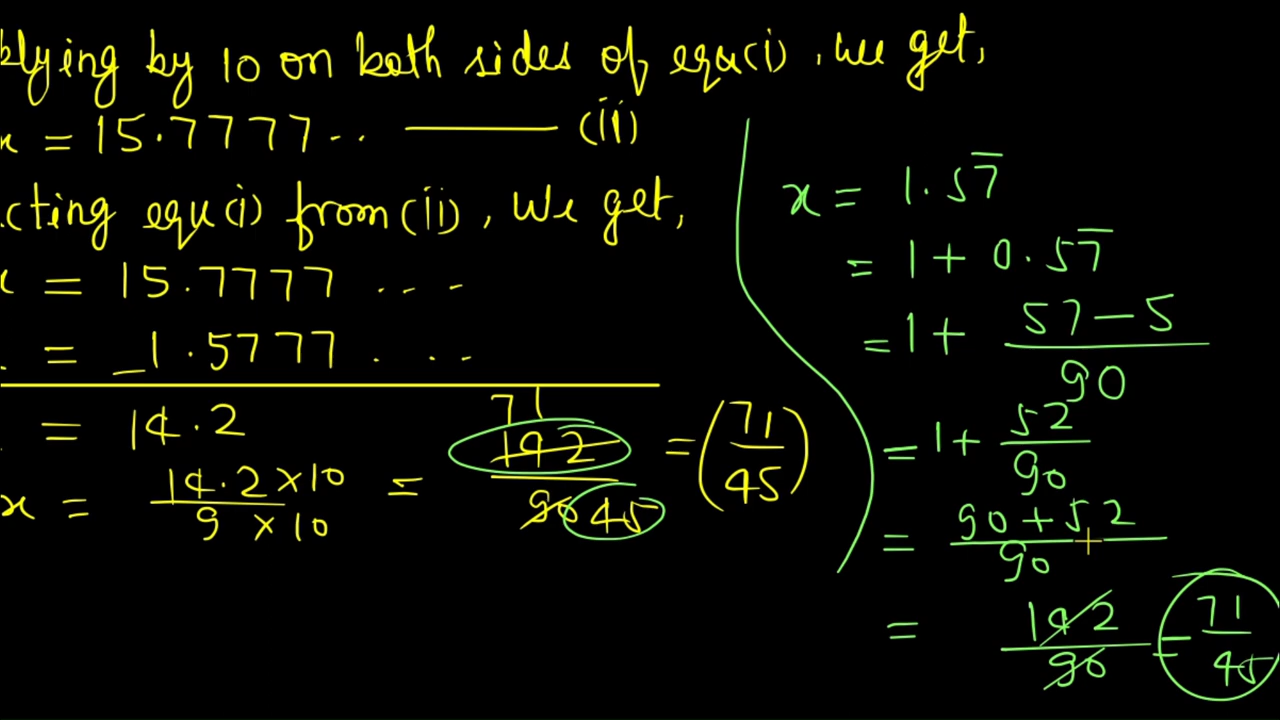 lying by 10 on both sides of equ(i), we get,
x = 15.7777.. ——— (ii)
cting equ(i) from (ii), We get,
x = 15.7777 ...
. = _1.5777 ...
. = 14.2
x = 14.2×10 / 9 ×10 = 142 / 90 71 45 = (71/45)
x = 1.57̅
= 1 + 0.57̅
= 1 + 57 − 5 / 90
= 1 + 52 / 90
= 90 + 52 / 90
= 142 / 90 = 71 / 45